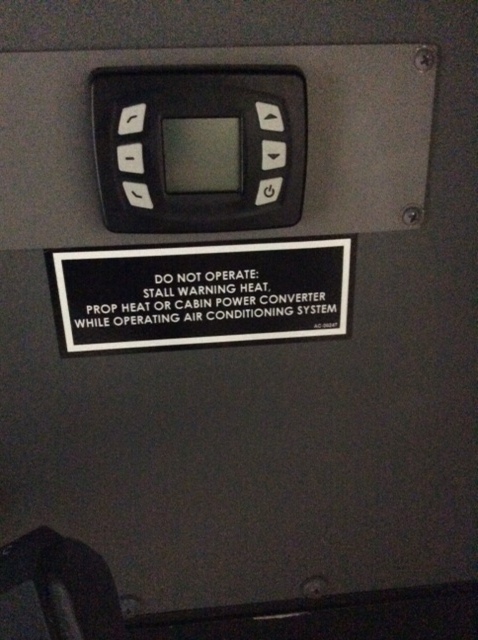 DO NOT OPERATE:
STALL WARNING HEAT,
PROP HEAT OR CABIN POWER CONVERTER
WHILE OPERATING AIR CONDITIONING SYSTEM